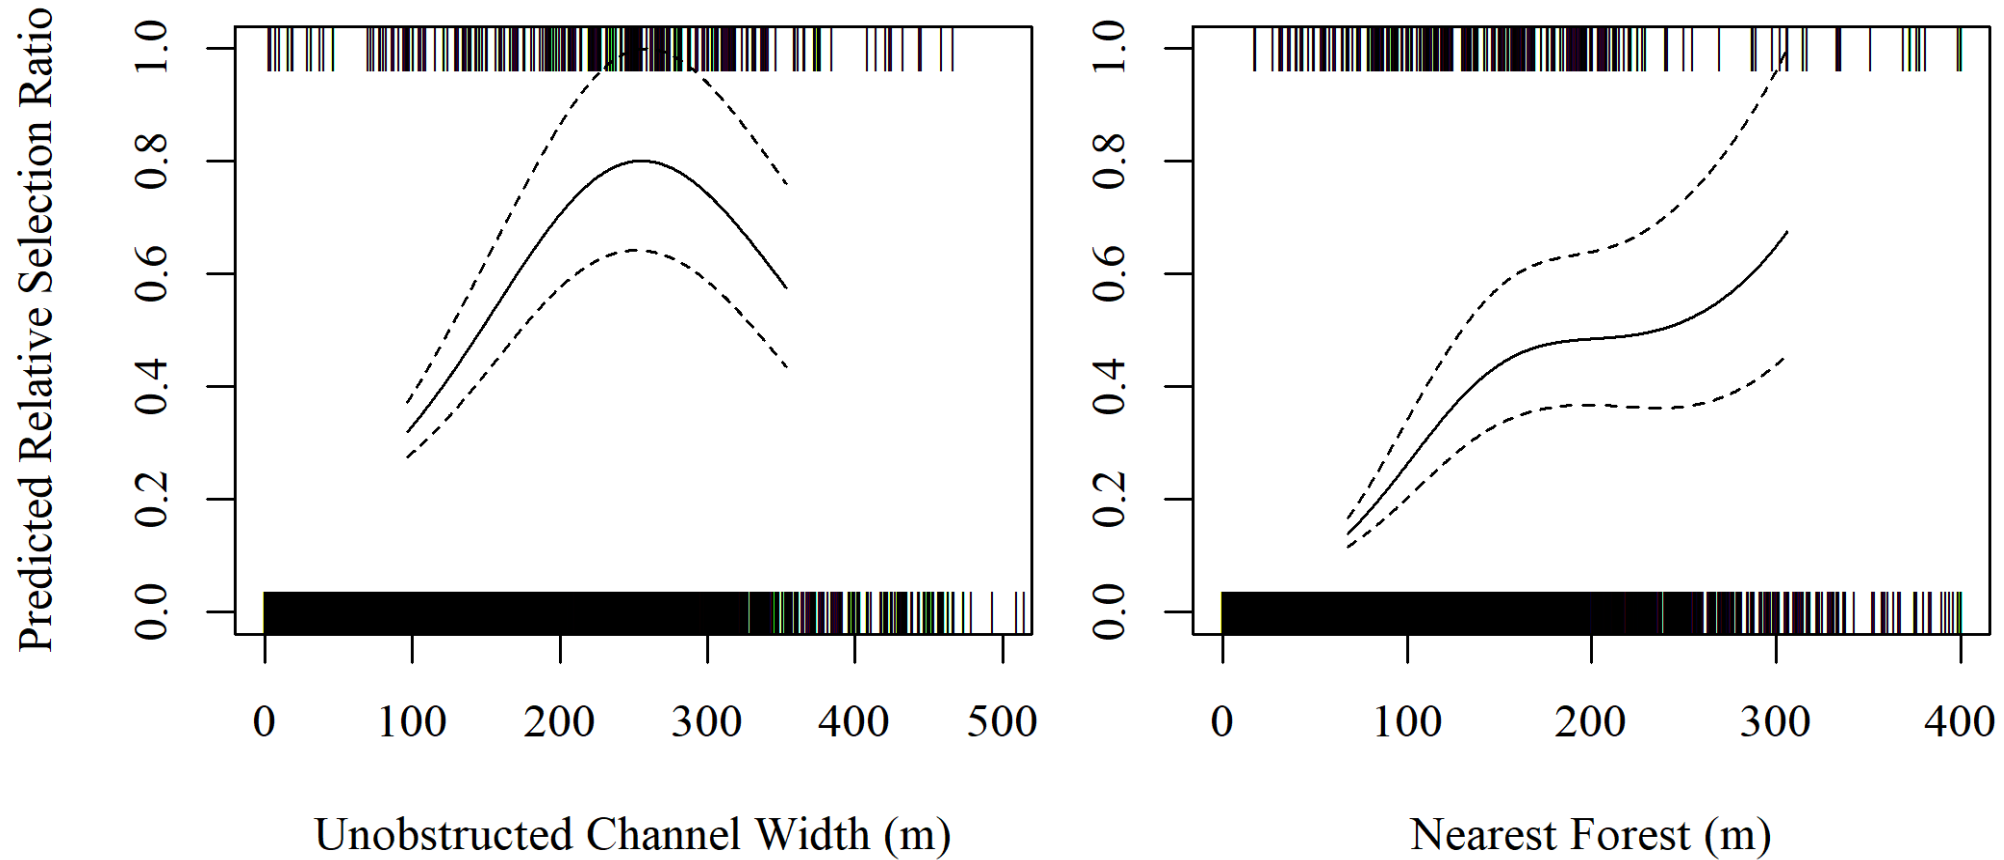 Predicted Relative Selection Ratio
1.0
0.8
0.6
0.4
0.2
0.0
0 100 200 300 400 500
Unobstructed Channel Width (m)
1.0
0.8
0.6
0.4
0.2
0.0
0 100 200 300 400
Nearest Forest (m)